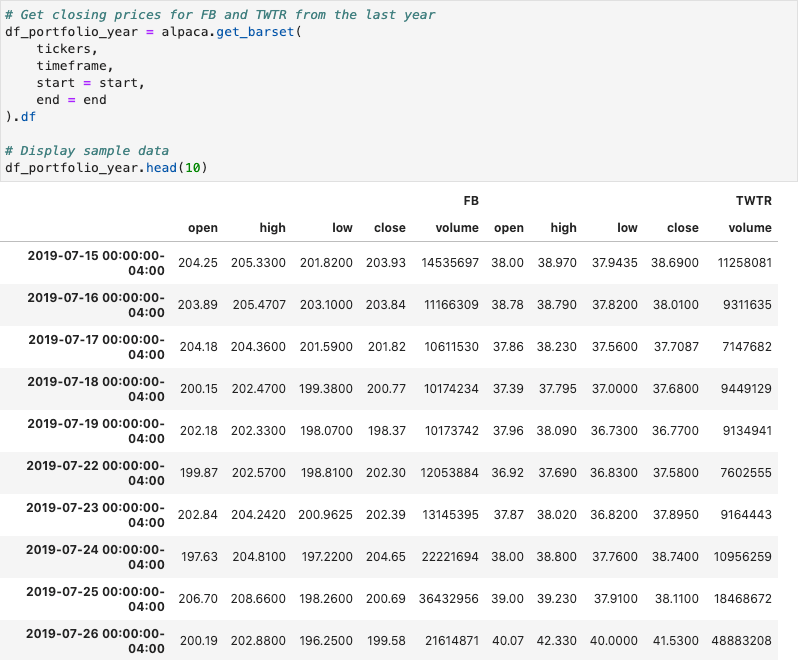 # Get closing prices for FB and TWTR from the last year
df_portfolio_year = alpaca.get_barset(
    tickers,
    timeframe,
    start = start,
    end = end
).df
# Display sample data
df_portfolio_year.head(10)
FB TWTR
open high low close volume open high low close volume
2019-07-15 00:00:00-
04:00 204.25 205.3300 201.8200 203.93 14535697 38.00 38.970 37.9435 38.6900 11258081
2019-07-16 00:00:00-
04:00 203.89 205.4707 203.1000 203.84 11166309 38.78 38.790 37.8200 38.0100 9311635
2019-07-17 00:00:00-
04:00 204.18 204.3600 201.5900 201.82 10611530 37.86 38.230 37.5600 37.7087 7147682
2019-07-18 00:00:00-
04:00 200.15 202.4700 199.3800 200.77 10174234 37.39 37.795 37.0000 37.6800 9449129
2019-07-19 00:00:00-
04:00 202.18 202.3300 198.0700 198.37 10173742 37.96 38.090 36.7300 36.7700 9134941
2019-07-22 00:00:00-
04:00 199.87 202.5700 198.8100 202.30 12053884 36.92 37.690 36.8300 37.5800 7602555
2019-07-23 00:00:00-
04:00 202.84 204.2420 200.9625 202.39 13145395 37.87 38.020 36.8200 37.8950 9164443
2019-07-24 00:00:00-
04:00 197.63 204.8100 197.2200 204.65 22221694 38.00 38.800 37.7600 38.7400 10956259
2019-07-25 00:00:00-
04:00 206.70 208.6600 198.2600 200.69 36432956 39.00 39.230 37.9100 38.1100 18468672
2019-07-26 00:00:00-
04:00 200.19 202.8800 196.2500 199.58 21614871 40.07 42.330 40.0000 41.5300 48883208